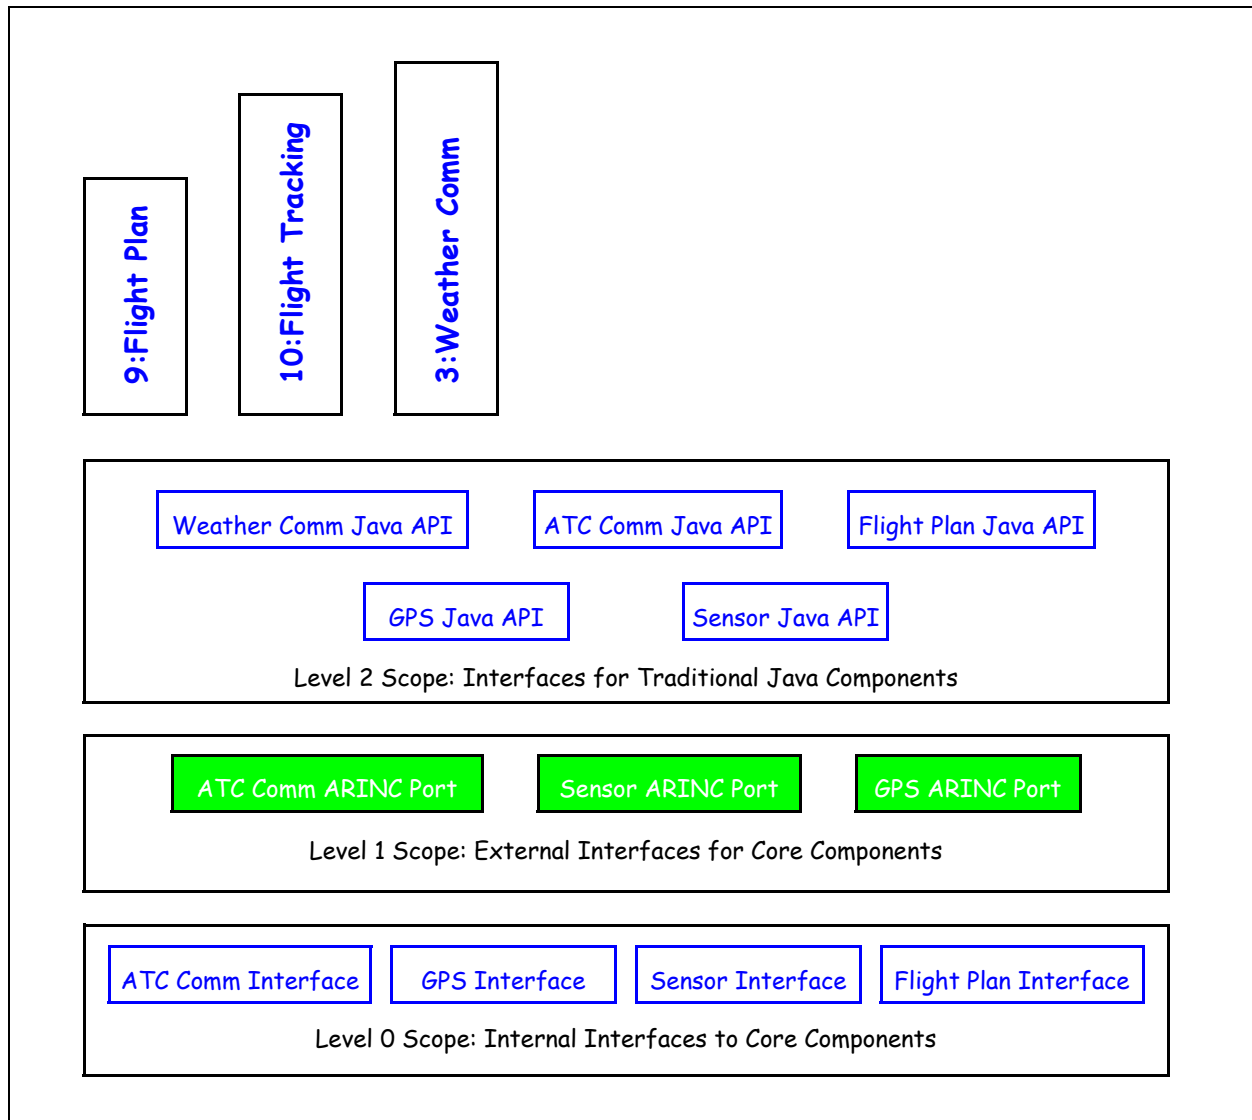 9:Flight Plan
10:Flight Tracking
3:Weather Comm
Weather Comm Java API
ATC Comm Java API
Flight Plan Java API
GPS Java API
Sensor Java API
Level 2 Scope: Interfaces for Traditional Java Components
ATC Comm ARINC Port
Sensor ARINC Port
GPS ARINC Port
Level 1 Scope: External Interfaces for Core Components
ATC Comm Interface
GPS Interface
Sensor Interface
Flight Plan Interface
Level 0 Scope: Internal Interfaces to Core Components